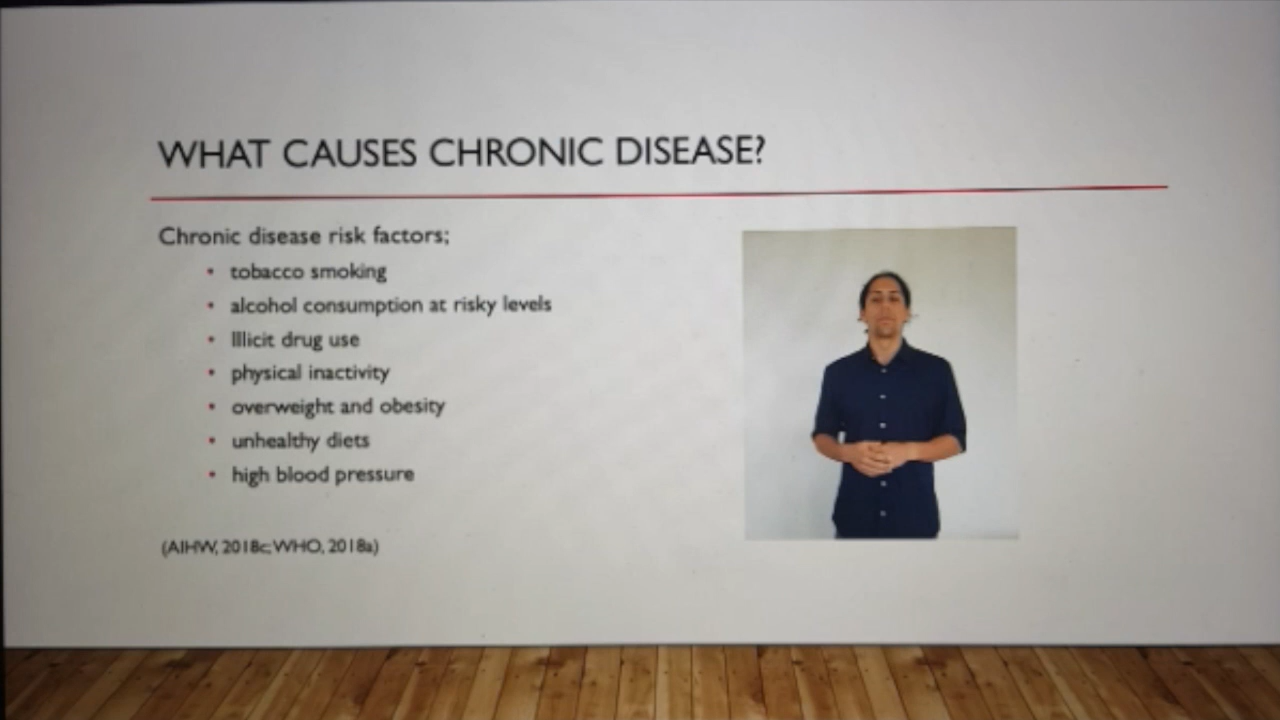 WHAT CAUSES CHRONIC DISEASE?
Chronic disease risk factors;
• tobacco smoking
• alcohol consumption at risky levels
• Illicit drug use
• physical inactivity
• overweight and obesity
• unhealthy diets
• high blood pressure
(AIHW, 2018c; WHO, 2018a)